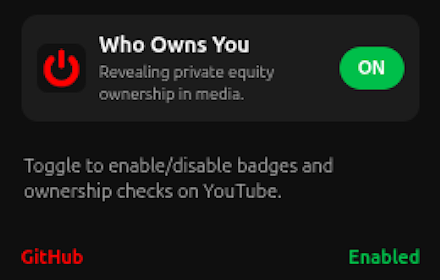 Who Owns You
Revealing private equity
ownership in media.
ON
Toggle to enable/disable badges and
ownership checks on YouTube.
GitHub
Enabled